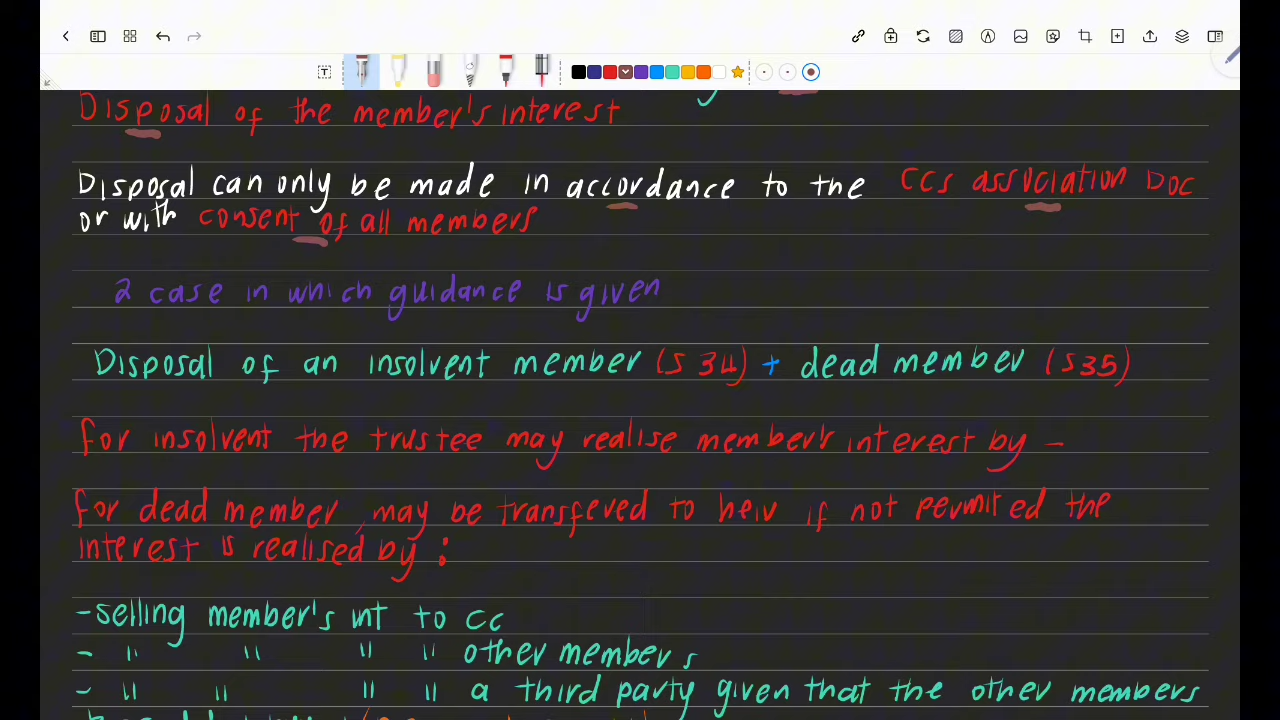 Disposal of the member's interest
Disposal can only be made in accordance to the CCs association Doc
or with consent of all members
2 case in which guidance is given
Disposal of an insolvent member (S 34) + dead member (S35)
for insolvent the trustee may realise member's interest by -
for dead member, may be transfered to heir if not permited the
interest is realised by :
- selling member's int to CC
- " " " " other members
- " " " " a third party given that the other members